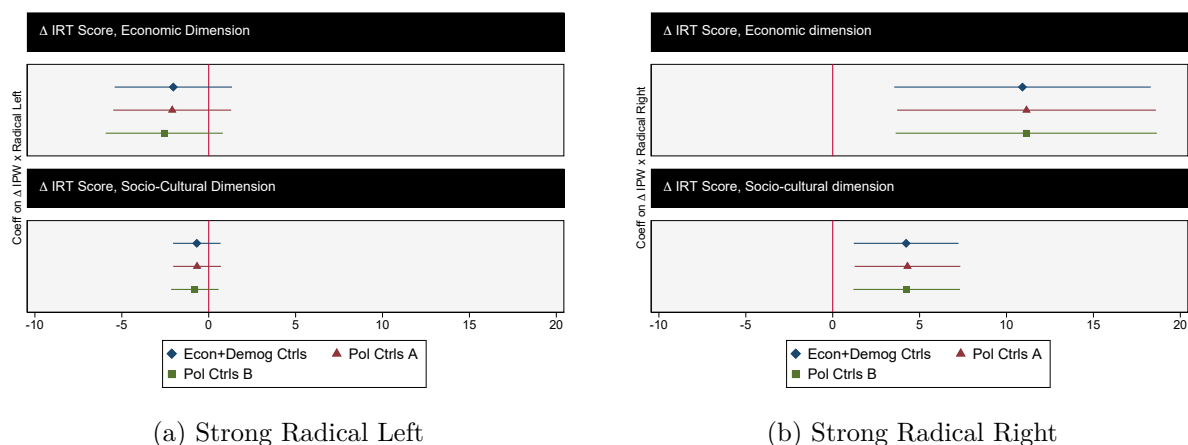 Δ IRT Score, Economic Dimension
Coeff on Δ IPW x Radical Left
Δ IRT Score, Socio-Cultural Dimension
-10 -5 0 5 10 15 20
Econ+Demog Ctrls Pol Ctrls A
Pol Ctrls B
(a) Strong Radical Left
Δ IRT Score, Economic dimension
Coeff on Δ IPW x Radical Right
Δ IRT Score, Socio-cultural dimension
-10 -5 0 5 10 15 20
Econ+Demog Ctrls Pol Ctrls A
Pol Ctrls B
(b) Strong Radical Right